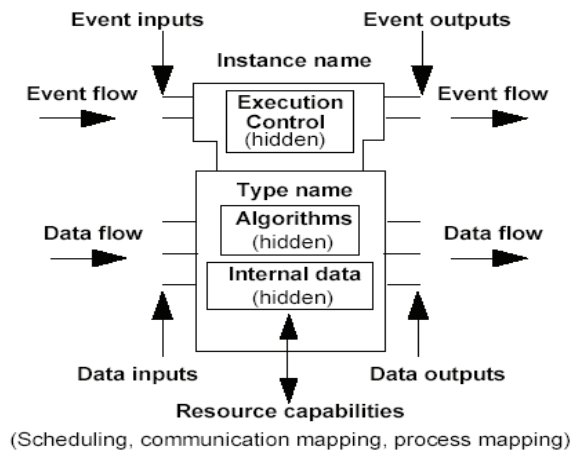 Event inputs
Event outputs
Instance name
Event flow
Execution
Control
(hidden)
Event flow
Type name
Data flow
Algorithms
(hidden)
Data flow
Internal data
(hidden)
Data inputs
Data outputs
Resource capabilities
(Scheduling, communication mapping, process mapping)